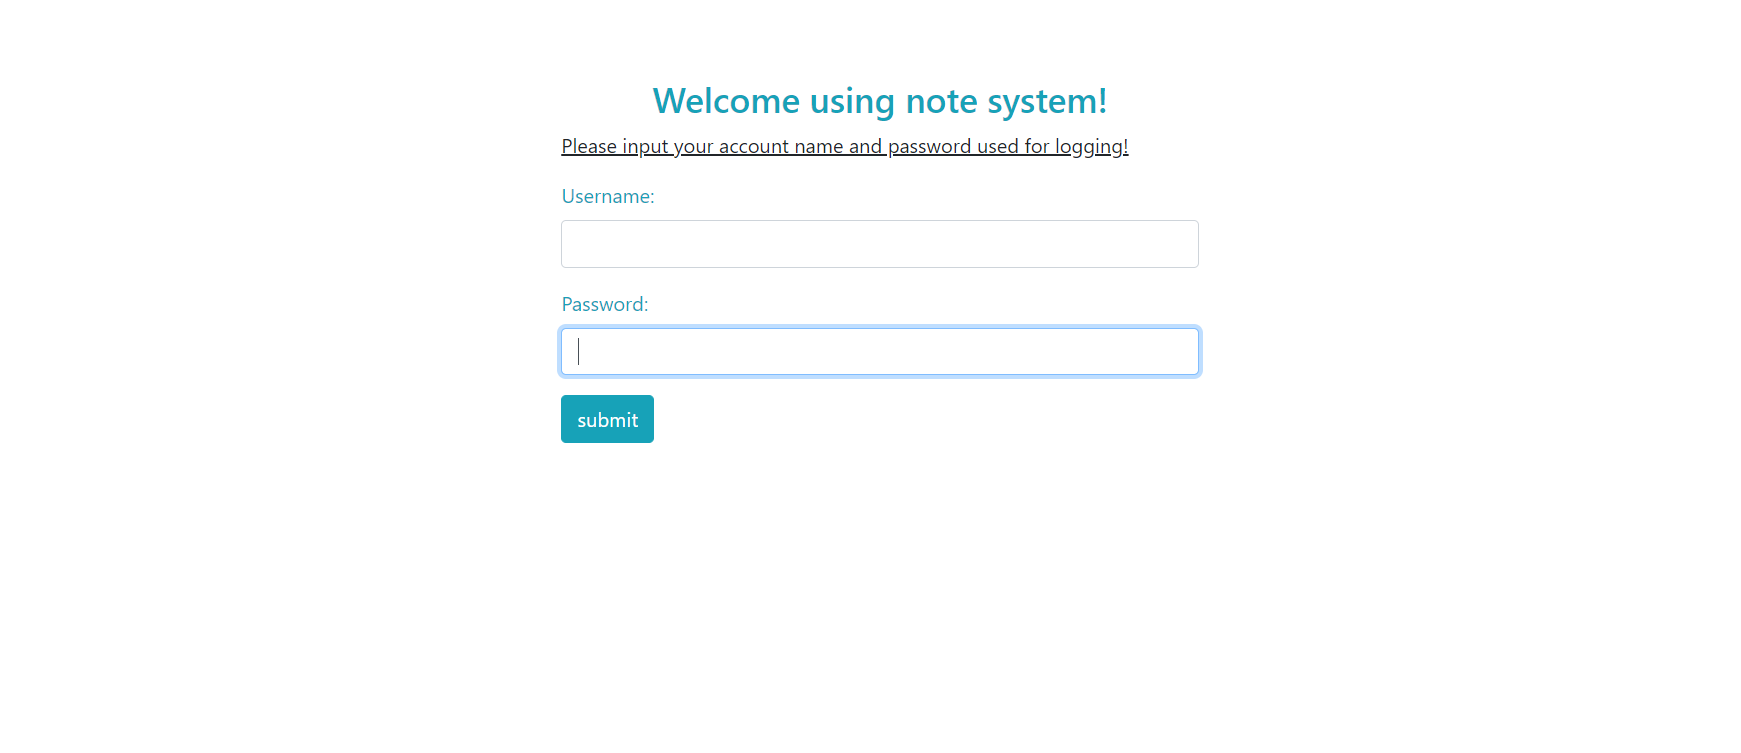 Welcome using note system!
Please input your account name and password used for logging!
Username:
Password:
submit